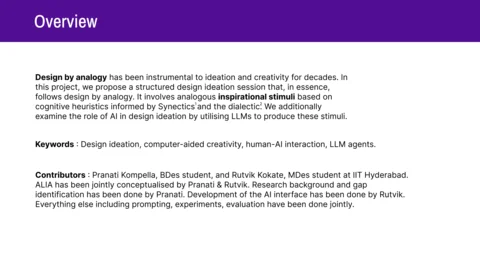 Overview
Design by analogy has been instrumental to ideation and creativity for decades. In
this project, we propose a structured design ideation session that, in essence,
follows design by analogy. It involves analogous inspirational stimuli based on
cognitive heuristics informed by Synectics and the dialectic. We additionally
examine the role of AI in design ideation by utilising LLMs to produce these stimuli.
Keywords : Design ideation, computer-aided creativity, human-AI interaction, LLM agents.
Contributors : Pranati Kompella, BDes student, and Rutvik Kokate, MDes student at IIT Hyderabad.
ALIA has been jointly conceptualised by Pranati & Rutvik. Research background and gap
identification has been done by Pranati. Development of the AI interface has been done by Rutvik.
Everything else including prompting, experiments, evaluation have been done jointly.